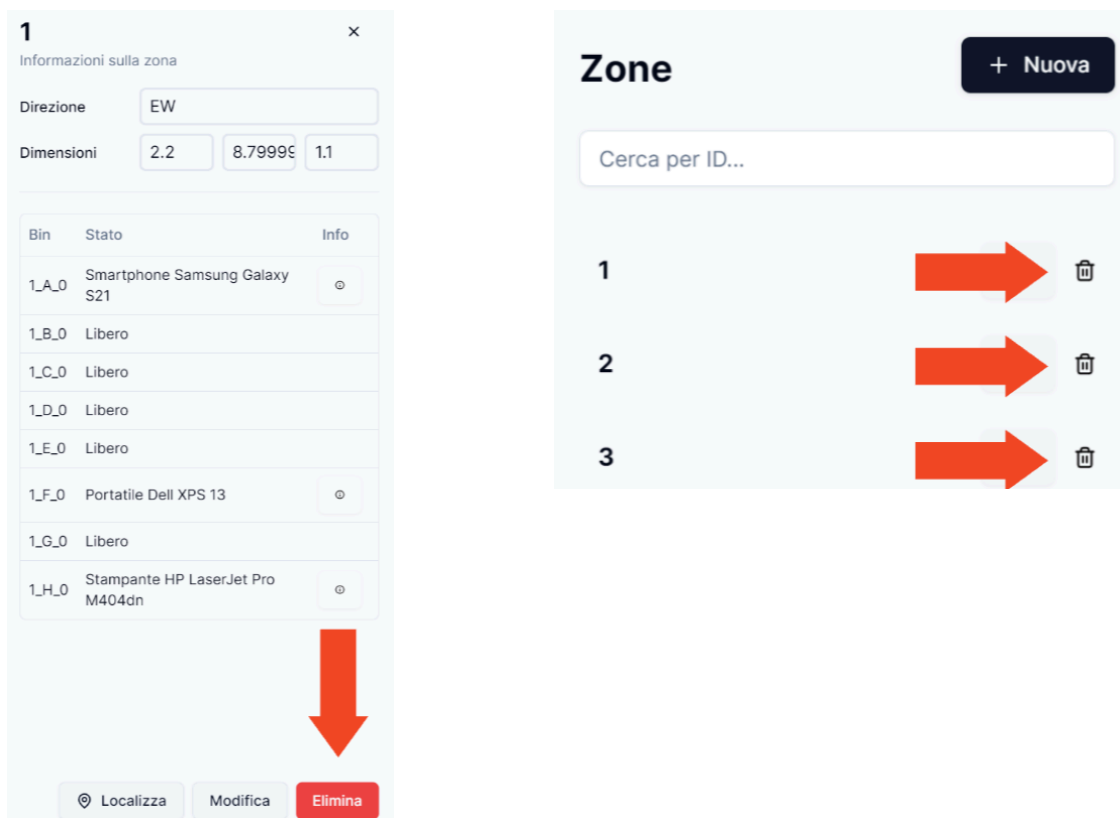 1
Informazioni sulla zona
Direzione EW
Dimensioni 2.2 8.79999 1.1
Bin Stato Info
1_A_0 Smartphone Samsung Galaxy
S21
1_B_0 Libero
1_C_0 Libero
1_D_0 Libero
1_E_0 Libero
1_F_0 Portatile Dell XPS 13
1_G_0 Libero
1_H_0 Stampante HP LaserJet Pro
M404dn
Localizza Modifica Elimina
Zone
+ Nuova
Cerca per ID...
1
2
3